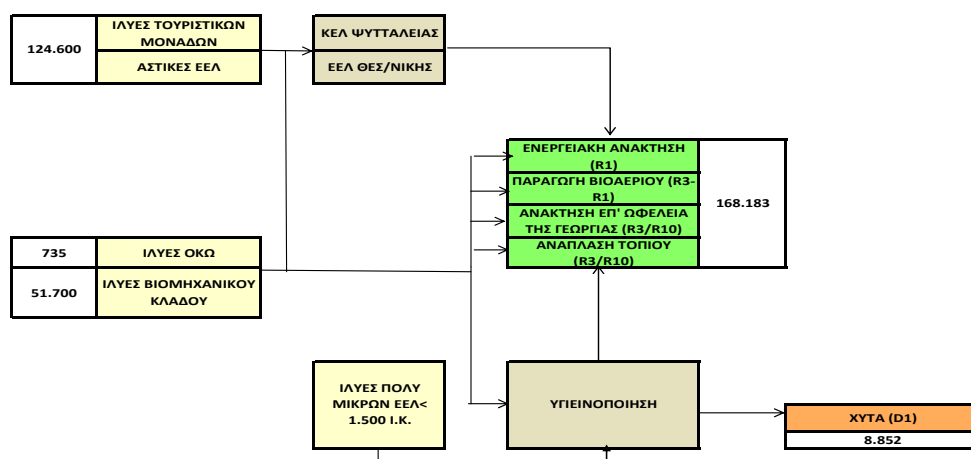 124.600
ΙΛΥΕΣ ΤΟΥΡΙΣΤΙΚΩΝ
ΜΟΝΑΔΩΝ
ΑΣΤΙΚΕΣ ΕΕΛ
ΚΕΛ ΨΥΤΤΑΛΕΙΑΣ
ΕΕΛ ΘΕΣ/ΝΙΚΗΣ
ΕΝΕΡΓΕΙΑΚΗ ΑΝΑΚΤΗΣΗ
(R1)
ΠΑΡΑΓΩΓΗ ΒΙΟΑΕΡΙΟΥ (R3-
R1)
ΑΝΑΚΤΗΣΗ ΕΠ' ΩΦΕΛΕΙΑ
ΤΗΣ ΓΕΩΡΓΙΑΣ (R3/R10)
ΑΝΑΠΛΑΣΗ ΤΟΠΙΟΥ
(R3/R10)
168.183
735
ΙΛΥΕΣ ΟΚΩ
51.700
ΙΛΥΕΣ ΒΙΟΜΗΧΑΝΙΚΟΥ
ΚΛΑΔΟΥ
ΙΛΥΕΣ ΠΟΛΥ
ΜΙΚΡΩΝ ΕΕΛ<
1.500 Ι.Κ.
ΥΓΙΕΙΝΟΠΟΙΗΣΗ
ΧΥΤΑ (D1)
8.852